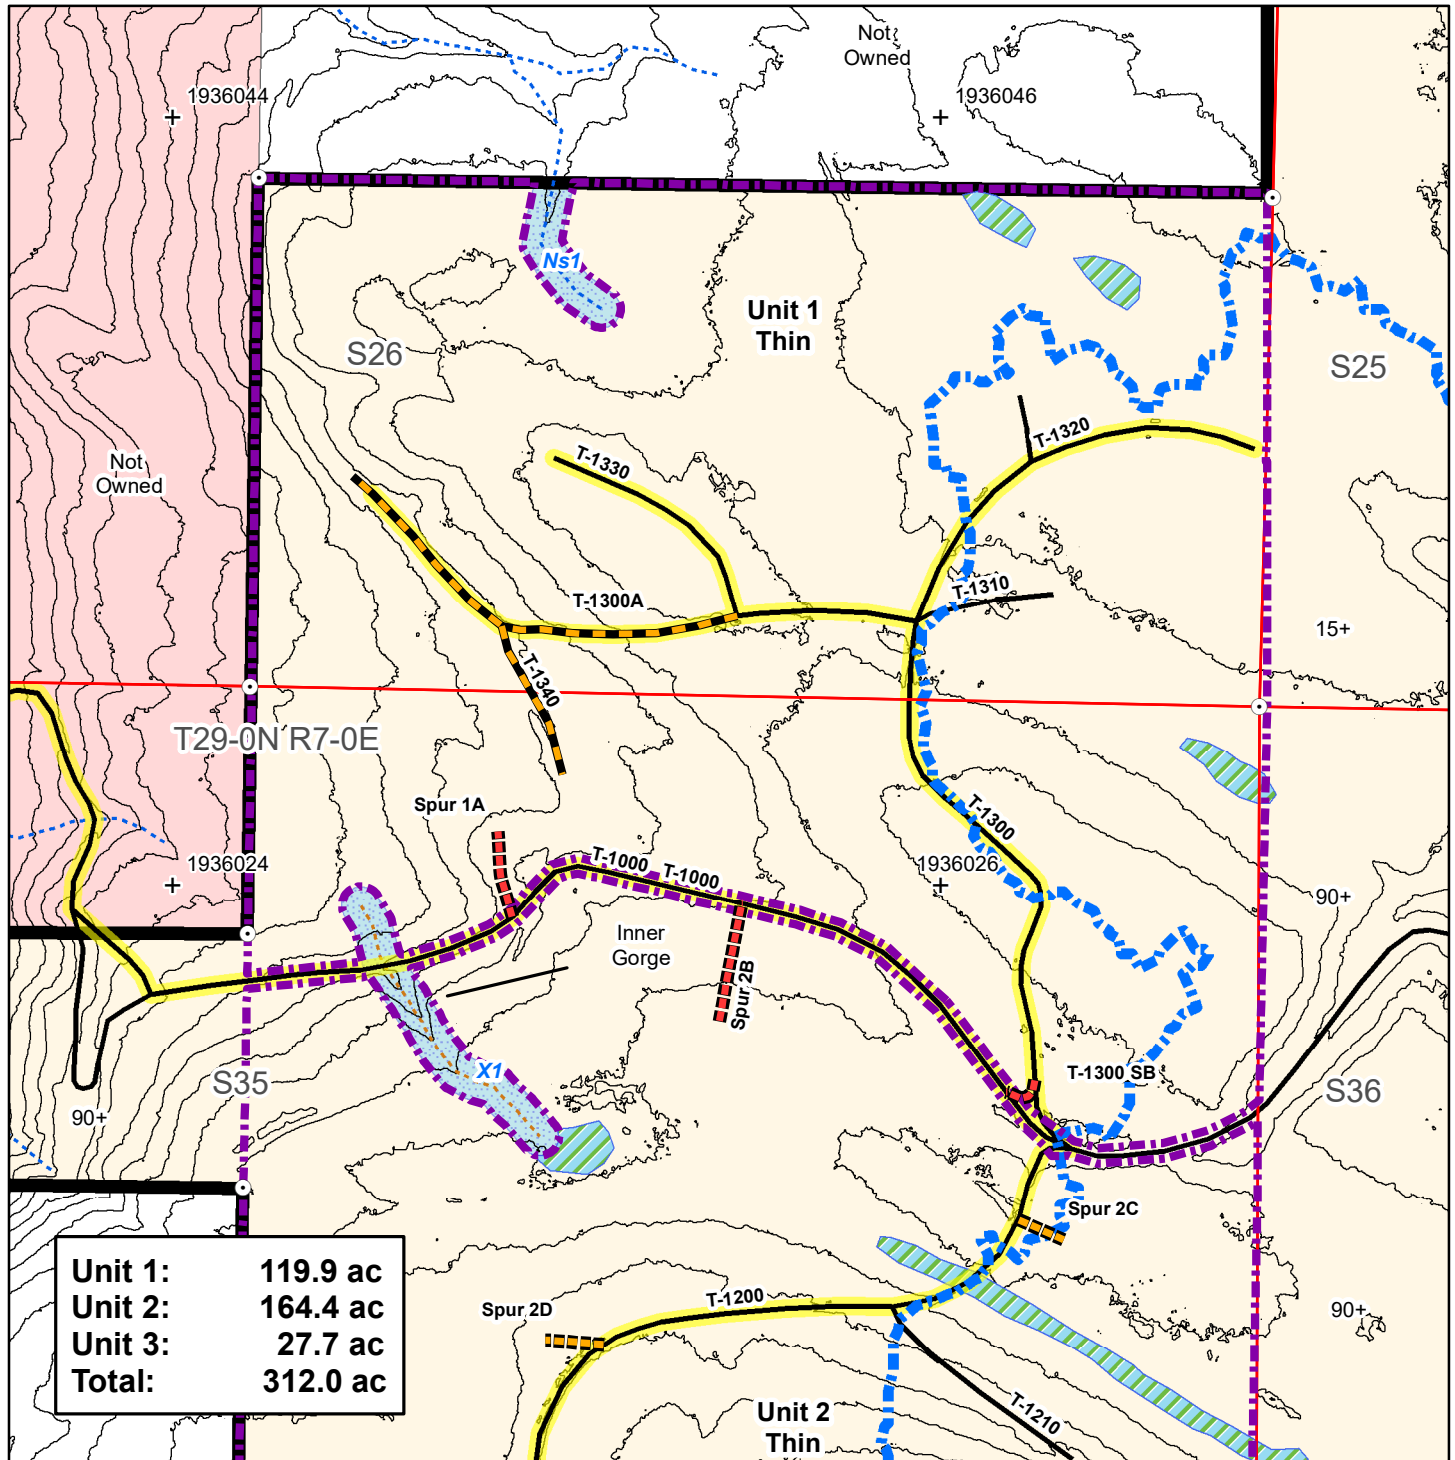 Not
Owned
1936044
1936046
Ns1
Unit 1
Thin
S26
S25
T-1320
T-1330
Not
Owned
T-1310
T-1300A
15+
T-1340
T29-0N R7-0E
Spur 1A
T-1300
T-1000 T-1000
1936024
1936026
90+
Inner
Gorge
Spur 2B
X1
T-1300 SB
S35
S36
90+
Spur 2C
Unit 1: 119.9 ac
Unit 2: 164.4 ac
Unit 3: 27.7 ac
Total: 312.0 ac
Spur 2D
T-1200
90+
Unit 2
Thin
T-1210